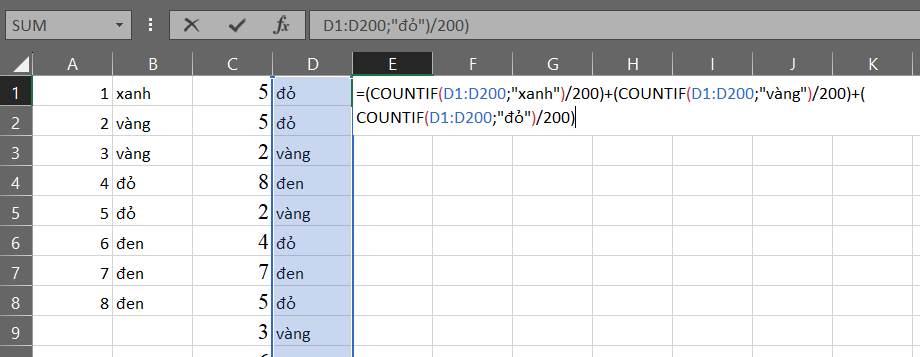 SUM fx D1:D200;"đỏ")/200)
A B C D E F G H I J K
1 1 xanh 5 đỏ =(COUNTIF(D1:D200;"xanh")/200)+(COUNTIF(D1:D200;"vàng")/200)+(
2 2 vàng 5 đỏ COUNTIF(D1:D200;"đỏ")/200)
3 3 vàng 2 vàng
4 4 đỏ 8 đen
5 5 đỏ 2 vàng
6 6 đen 4 đỏ
7 7 đen 7 đen
8 8 đen 5 đỏ
9 3 vàng